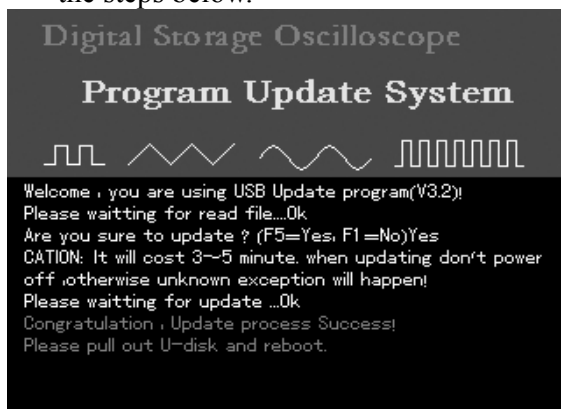 the steps below.
Digital Storage Oscilloscope
Program Update System
Welcome , you are using USB Update program(V3.2)!
Please waitting for read file....Ok
Are you sure to update ? (F5=Yes, F1=No)Yes
CATION: It will cost 3~5 minute. when updating don't power
off ,otherwise unknown exception will happen!
Please waitting for update ...Ok
Congratulation , Update process Success!
Please pull out U-disk and reboot.